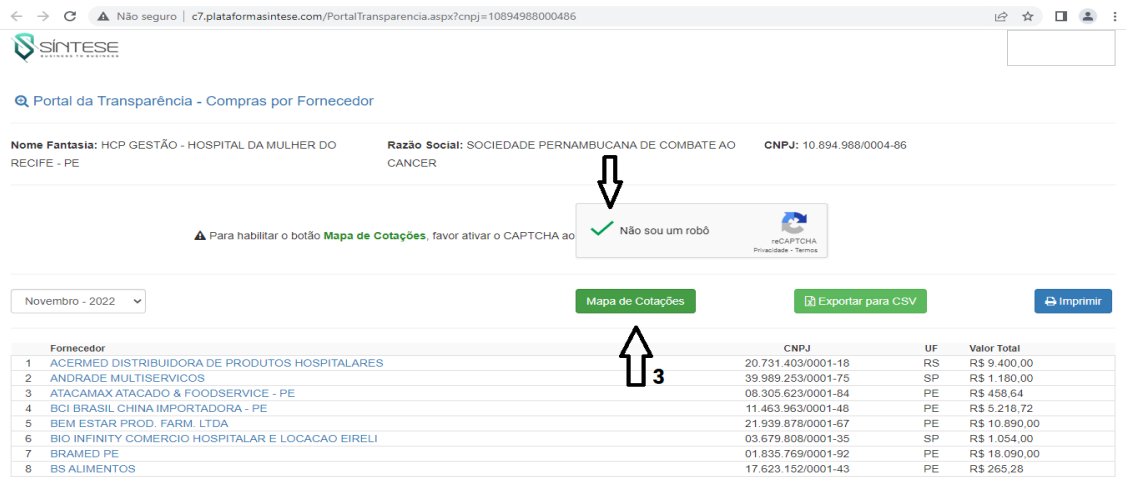 Não seguro | c7.plataformasintese.com/PortalTransparencia.aspx?cnpj=10894988000486
SÍNTESE
BUSINESS TO BUSINESS
Portal da Transparência - Compras por Fornecedor
Nome Fantasia: HCP GESTÃO - HOSPITAL DA MULHER DO RECIFE - PE
Razão Social: SOCIEDADE PERNAMBUCANA DE COMBATE AO CANCER
CNPJ: 10.894.988/0004-86
Para habilitar o botão Mapa de Cotações, favor ativar o CAPTCHA ao
Não sou um robô
reCAPTCHA
Privacidade - Termos
Novembro - 2022
Mapa de Cotações
Exportar para CSV
Imprimir
3
Fornecedor CNPJ UF Valor Total
1 ACERMED DISTRIBUIDORA DE PRODUTOS HOSPITALARES 20.731.403/0001-18 RS R$ 9.400,00
2 ANDRADE MULTISERVICOS 39.989.253/0001-75 SP R$ 1.180,00
3 ATACAMAX ATACADO & FOODSERVICE - PE 08.305.623/0001-84 PE R$ 458,64
4 BCI BRASIL CHINA IMPORTADORA - PE 11.463.963/0001-48 PE R$ 5.218,72
5 BEM ESTAR PROD. FARM. LTDA 21.939.878/0001-67 PE R$ 10.890,00
6 BIO INFINITY COMERCIO HOSPITALAR E LOCACAO EIRELI 03.679.808/0001-35 SP R$ 1.054,00
7 BRAMED PE 01.835.769/0001-92 PE R$ 18.090,00
8 BS ALIMENTOS 17.623.152/0001-43 PE R$ 265,28